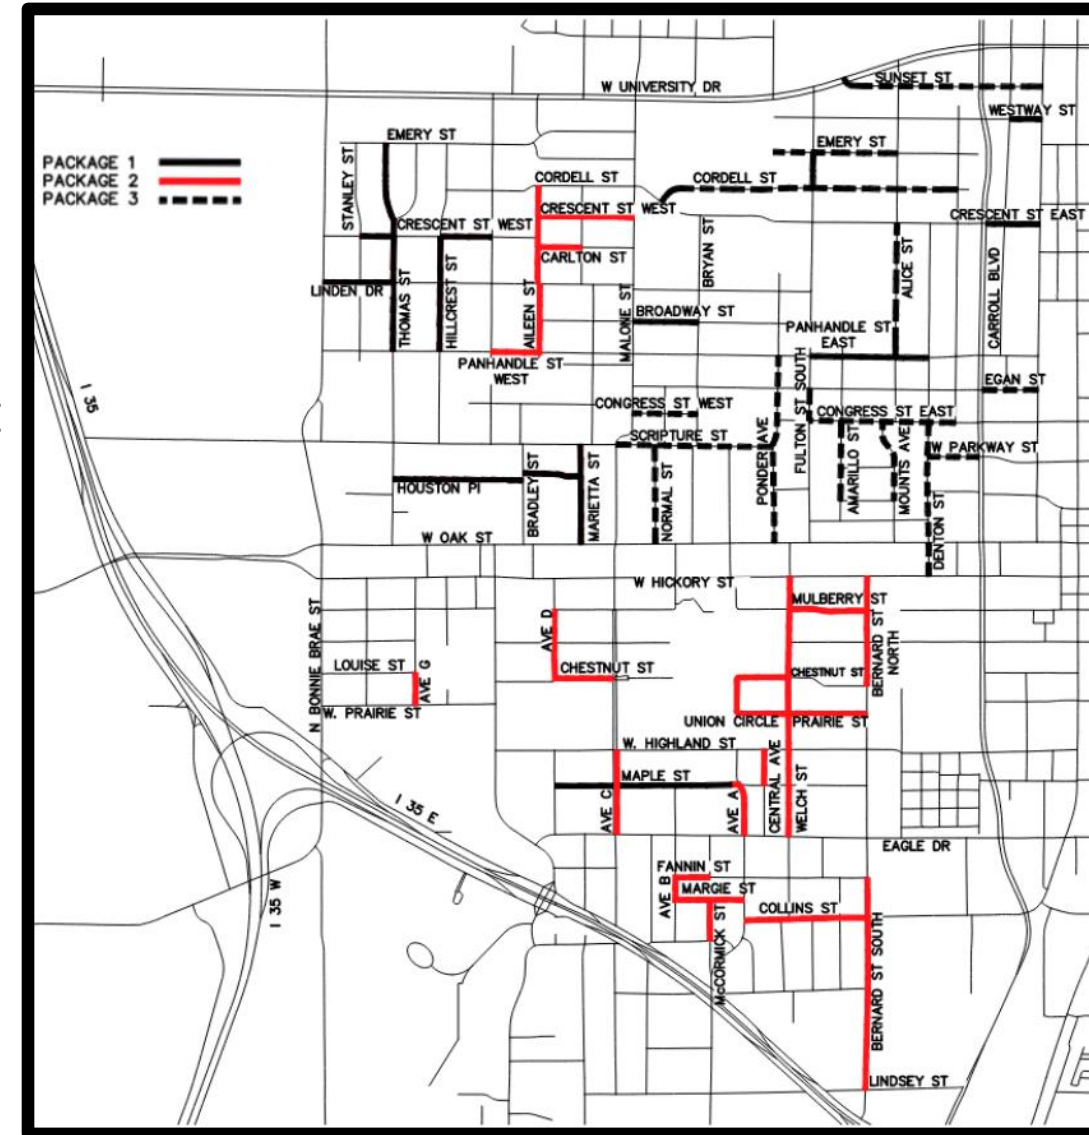 W UNIVERSITY DR
SUNSET ST
WESTWAY ST
EMERY ST
EMERY ST
PACKAGE 1
PACKAGE 2
PACKAGE 3
STANLEY ST
CORDELL ST
CORDELL ST
CRESCENT ST WEST
CRESCENT ST WEST
CRESCENT ST EAST
CARLTON ST
BRYAN ST
ALICE ST
CARROLL BLVD
LINDEN DR
THOMAS ST
HILLCREST ST
AILEEN ST
MALONE ST
BROADWAY ST
PANHANDLE ST
EAST
PANHANDLE ST
WEST
I 35
EGAN ST
CONGRESS ST WEST
CONGRESS ST EAST
FULTON ST SOUTH
SCRIPTURE ST
PONDER AVE
W PARKWAY ST
AMARILLO ST
MOUNTS AVE
HOUSTON Pl
BRADLEY ST
MARIETTA ST
NORMAL ST
DENTON ST
W OAK ST
W HICKORY ST
MULBERRY ST
N BONNIE BRAE ST
AVE D
BERNARD ST
NORTH
LOUISE ST
AVE G
CHESTNUT ST
CHESTNUT ST
W. PRAIRIE ST
UNION CIRCLE
PRAIRIE ST
W. HIGHLAND ST
MAPLE ST
AVE C
AVE A
CENTRAL AVE
WELCH ST
I 35 E
EAGLE DR
FANNIN ST
AVE B
MARGIE ST
COLLINS ST
I 35 W
McCORMICK ST
BERNARD ST SOUTH
LINDSEY ST